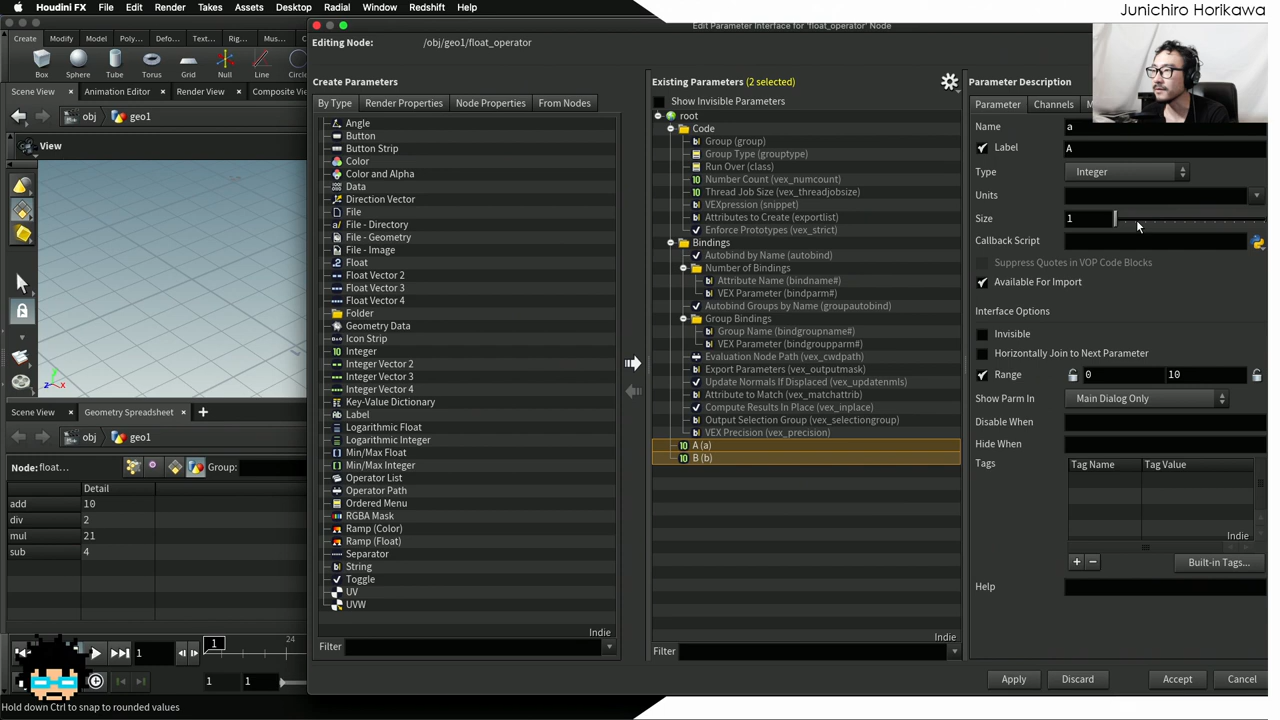 Junichiro Horikawa
Houdini FX File Edit Render Takes Assets Desktop Radial Window Redshift Help
Edit Parameter Interface for 'float_operator' Node
Create Modify Model Poly... Defo... Text... Rig... Mus...
Editing Node: /obj/geo1/float_operator
Box Sphere Tube Torus Grid Null Line
Create Parameters
Existing Parameters (2 selected)
Parameter Description
Scene View Animation Editor Render View
By Type Render Properties Node Properties From Nodes
Show Invisible Parameters
Parameter Channels
obj geo1
View
Angle
Button
Button Strip
Color
Color and Alpha
Data
Direction Vector
File
File - Directory
File - Geometry
File - Image
Float
Float Vector 2
Float Vector 3
Float Vector 4
Folder
Geometry Data
Icon Strip
Integer
Integer Vector 2
Integer Vector 3
Integer Vector 4
Key-Value Dictionary
Label
Logarithmic Float
Logarithmic Integer
Min/Max Float
Min/Max Integer
Operator List
Operator Path
Ordered Menu
RGBA Mask
Ramp (Color)
Ramp (Float)
Separator
String
Toggle
UV
UVW
Indie
Filter
root
Code
Group (group)
Group Type (grouptype)
Run Over (class)
Number Count (vex_numcount)
Thread Job Size (vex_threadjobsize)
VEXpression (snippet)
Attributes to Create (exportlist)
Enforce Prototypes (vex_strict)
Bindings
Autobind by Name (autobind)
Number of Bindings
Attribute Name (bindname#)
VEX Parameter (bindparm#)
Autobind Groups by Name (groupautobind)
Group Bindings
Group Name (bindgroupname#)
VEX Parameter (bindgroupparm#)
Evaluation Node Path (vex_cwdpath)
Export Parameters (vex_outputmask)
Update Normals If Displaced (vex_updatenmls)
Attribute to Match (vex_matchattrib)
Compute Results In Place (vex_inplace)
Output Selection Group (vex_selectiongroup)
VEX Precision (vex_precision)
A (a)
B (b)
Indie
Filter
Name a
Label A
Type Integer
Units
Size 1
Callback Script
Suppress Quotes in VOP Code Blocks
Available For Import
Interface Options
Invisible
Horizontally Join to Next Parameter
Range 0 10
Show Parm In Main Dialog Only
Disable When
Hide When
Tags Tag Name Tag Value
Indie
Built-in Tags...
Help
Apply Discard Accept Cancel
Scene View Geometry Spreadsheet
obj geo1
Node: float... Group:
Detail
add 10
div 2
mul 21
sub 4
1 1 24
1 1
Hold down Ctrl to snap to rounded values